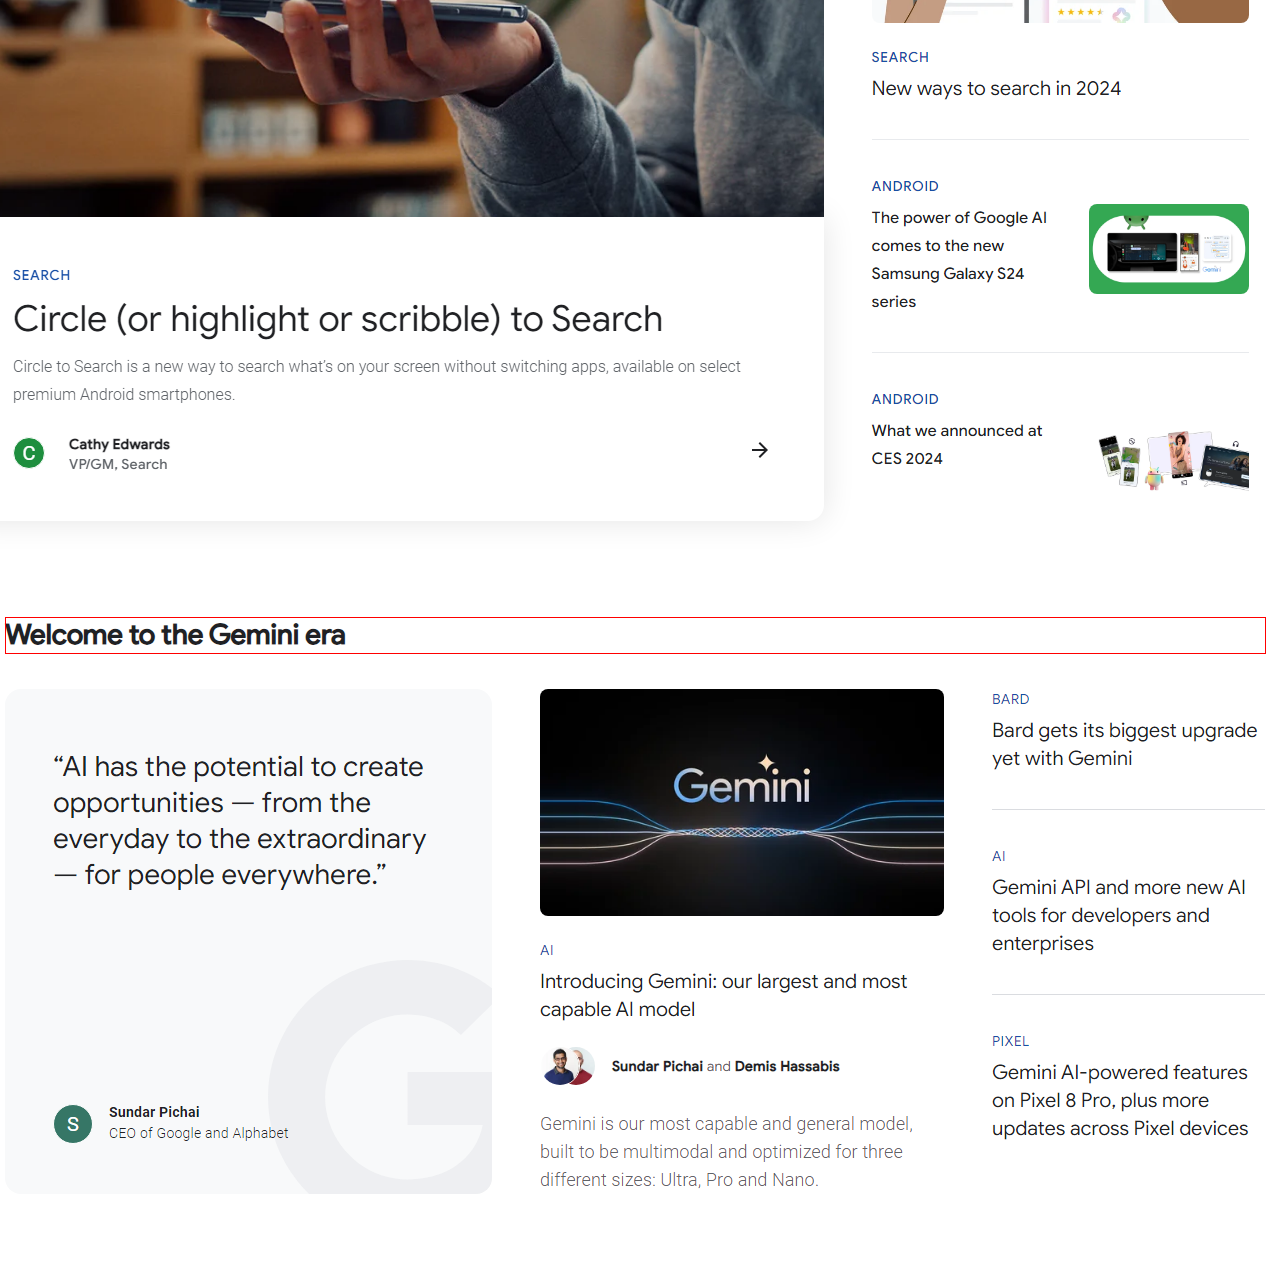 SEARCH
Circle (or highlight or scribble) to Search
Circle to Search is a new way to search what's on your screen without switching apps, available on select
premium Android smartphones.
C
Cathy Edwards
VP/GM, Search
SEARCH
New ways to search in 2024
ANDROID
The power of Google AI
comes to the new
Samsung Galaxy S24
series
Gemini
ANDROID
What we announced at
CES 2024
Welcome to the Gemini era
“AI has the potential to create
opportunities — from the
everyday to the extraordinary
— for people everywhere.”
S
Sundar Pichai
CEO of Google and Alphabet
Gemini
AI
Introducing Gemini: our largest and most
capable AI model
Sundar Pichai and Demis Hassabis
Gemini is our most capable and general model,
built to be multimodal and optimized for three
different sizes: Ultra, Pro and Nano.
BARD
Bard gets its biggest upgrade
yet with Gemini
AI
Gemini API and more new AI
tools for developers and
enterprises
PIXEL
Gemini AI-powered features
on Pixel 8 Pro, plus more
updates across Pixel devices